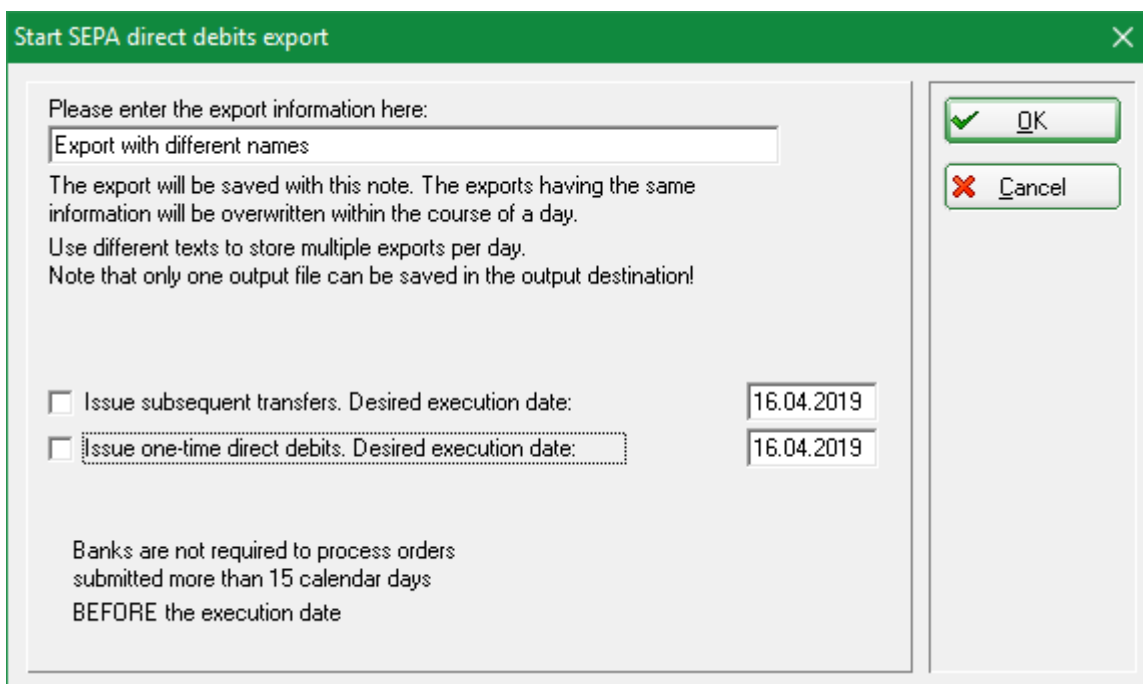 Start SEPA direct debits export
Please enter the export information here:
Export with different names
The export will be saved with this note. The exports having the same
information will be overwritten within the course of a day.
Use different texts to store multiple exports per day.
Note that only one output file can be saved in the output destination!
Issue subsequent transfers. Desired execution date: 16.04.2019
Issue one-time direct debits. Desired execution date: 16.04.2019
Banks are not required to process orders
submitted more than 15 calendar days
BEFORE the execution date
OK
Cancel